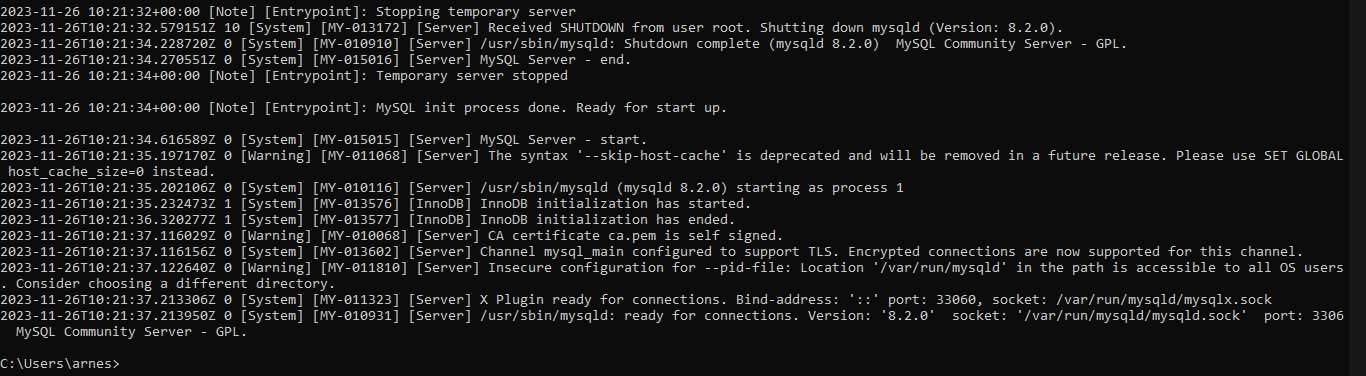 2023-11-26 10:21:32+00:00 [Note] [Entrypoint]: Stopping temporary server
2023-11-26T10:21:32.579151Z 10 [System] [MY-013172] [Server] Received SHUTDOWN from user root. Shutting down mysqld (Version: 8.2.0).
2023-11-26T10:21:34.228720Z 0 [System] [MY-010910] [Server] /usr/sbin/mysqld: Shutdown complete (mysqld 8.2.0)  MySQL Community Server - GPL.
2023-11-26T10:21:34.270551Z 0 [System] [MY-015016] [Server] MySQL Server - end.
2023-11-26 10:21:34+00:00 [Note] [Entrypoint]: Temporary server stopped
2023-11-26 10:21:34+00:00 [Note] [Entrypoint]: MySQL init process done. Ready for start up.
2023-11-26T10:21:34.616589Z 0 [System] [MY-015015] [Server] MySQL Server - start.
2023-11-26T10:21:35.197170Z 0 [Warning] [MY-011068] [Server] The syntax '--skip-host-cache' is deprecated and will be removed in a future release. Please use SET GLOBAL
host_cache_size=0 instead.
2023-11-26T10:21:35.202106Z 0 [System] [MY-010116] [Server] /usr/sbin/mysqld (mysqld 8.2.0) starting as process 1
2023-11-26T10:21:35.232473Z 1 [System] [MY-013576] [InnoDB] InnoDB initialization has started.
2023-11-26T10:21:36.320277Z 1 [System] [MY-013577] [InnoDB] InnoDB initialization has ended.
2023-11-26T10:21:37.116029Z 0 [Warning] [MY-010068] [Server] CA certificate ca.pem is self signed.
2023-11-26T10:21:37.116156Z 0 [System] [MY-013602] [Server] Channel mysql_main configured to support TLS. Encrypted connections are now supported for this channel.
2023-11-26T10:21:37.122640Z 0 [Warning] [MY-011810] [Server] Insecure configuration for --pid-file: Location '/var/run/mysqld' in the path is accessible to all OS users
. Consider choosing a different directory.
2023-11-26T10:21:37.213306Z 0 [System] [MY-011323] [Server] X Plugin ready for connections. Bind-address: '::' port: 33060, socket: /var/run/mysqld/mysqlx.sock
2023-11-26T10:21:37.213950Z 0 [System] [MY-010931] [Server] /usr/sbin/mysqld: ready for connections. Version: '8.2.0'  socket: '/var/run/mysqld/mysqld.sock'  port: 3306
MySQL Community Server - GPL.
C:\Users\arnes>